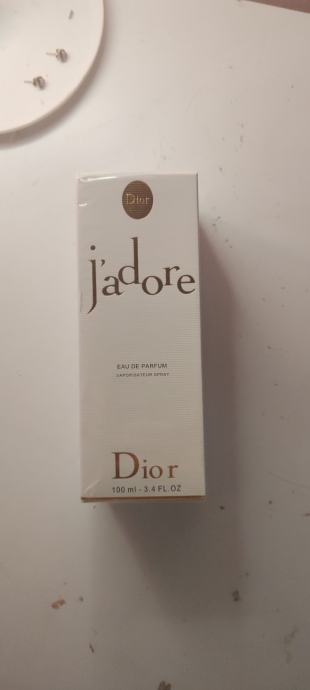 Dior
j'adore
EAU DE PARFUM
VAPORISATEUR SPRAY
Dior
100 ml - 3.4 FL.OZ